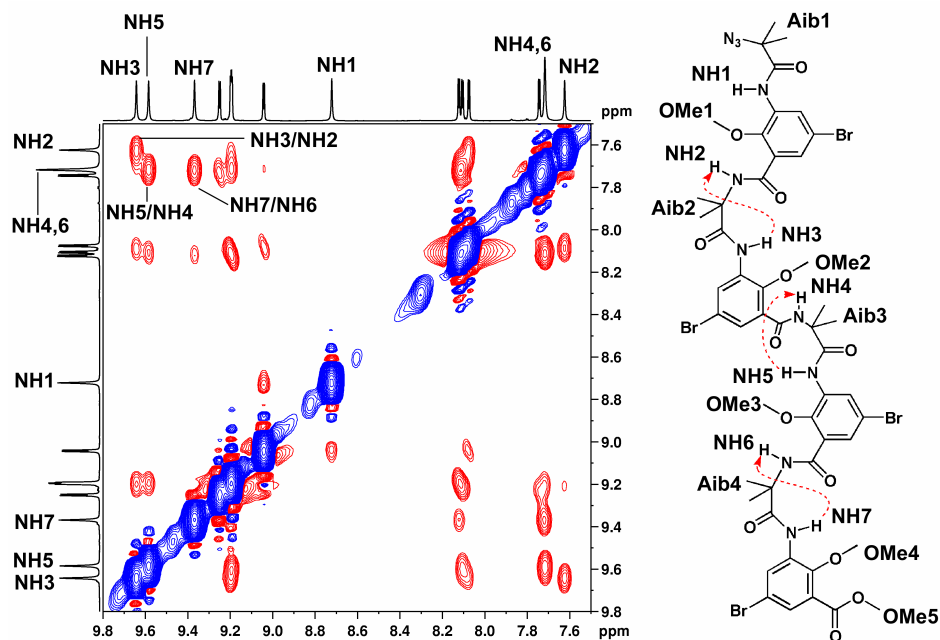 NH5
NH3
NH7
NH1
NH4,6
NH2
ppm
NH2
NH4,6
NH1
NH7
NH5
NH3
NH3/NH2
NH5/NH4
NH7/NH6
7.6
7.8
8.0
8.2
8.4
8.6
8.8
9.0
9.2
9.4
9.6
9.8
9.8 9.6 9.4 9.2 9.0 8.8 8.6 8.4 8.2 8.0 7.8 7.6 ppm
Aib1
N3
O
NH1
H N
OMe1
O
Br
NH2
H
N
O
Aib2
O
N H
NH3
O
OMe2
NH4
H
Br
O
N
Aib3
O
NH5
H N
OMe3
O
Br
NH6
H
N
O
Aib4
O
N H
NH7
O
OMe4
Br
O
OMe5
O